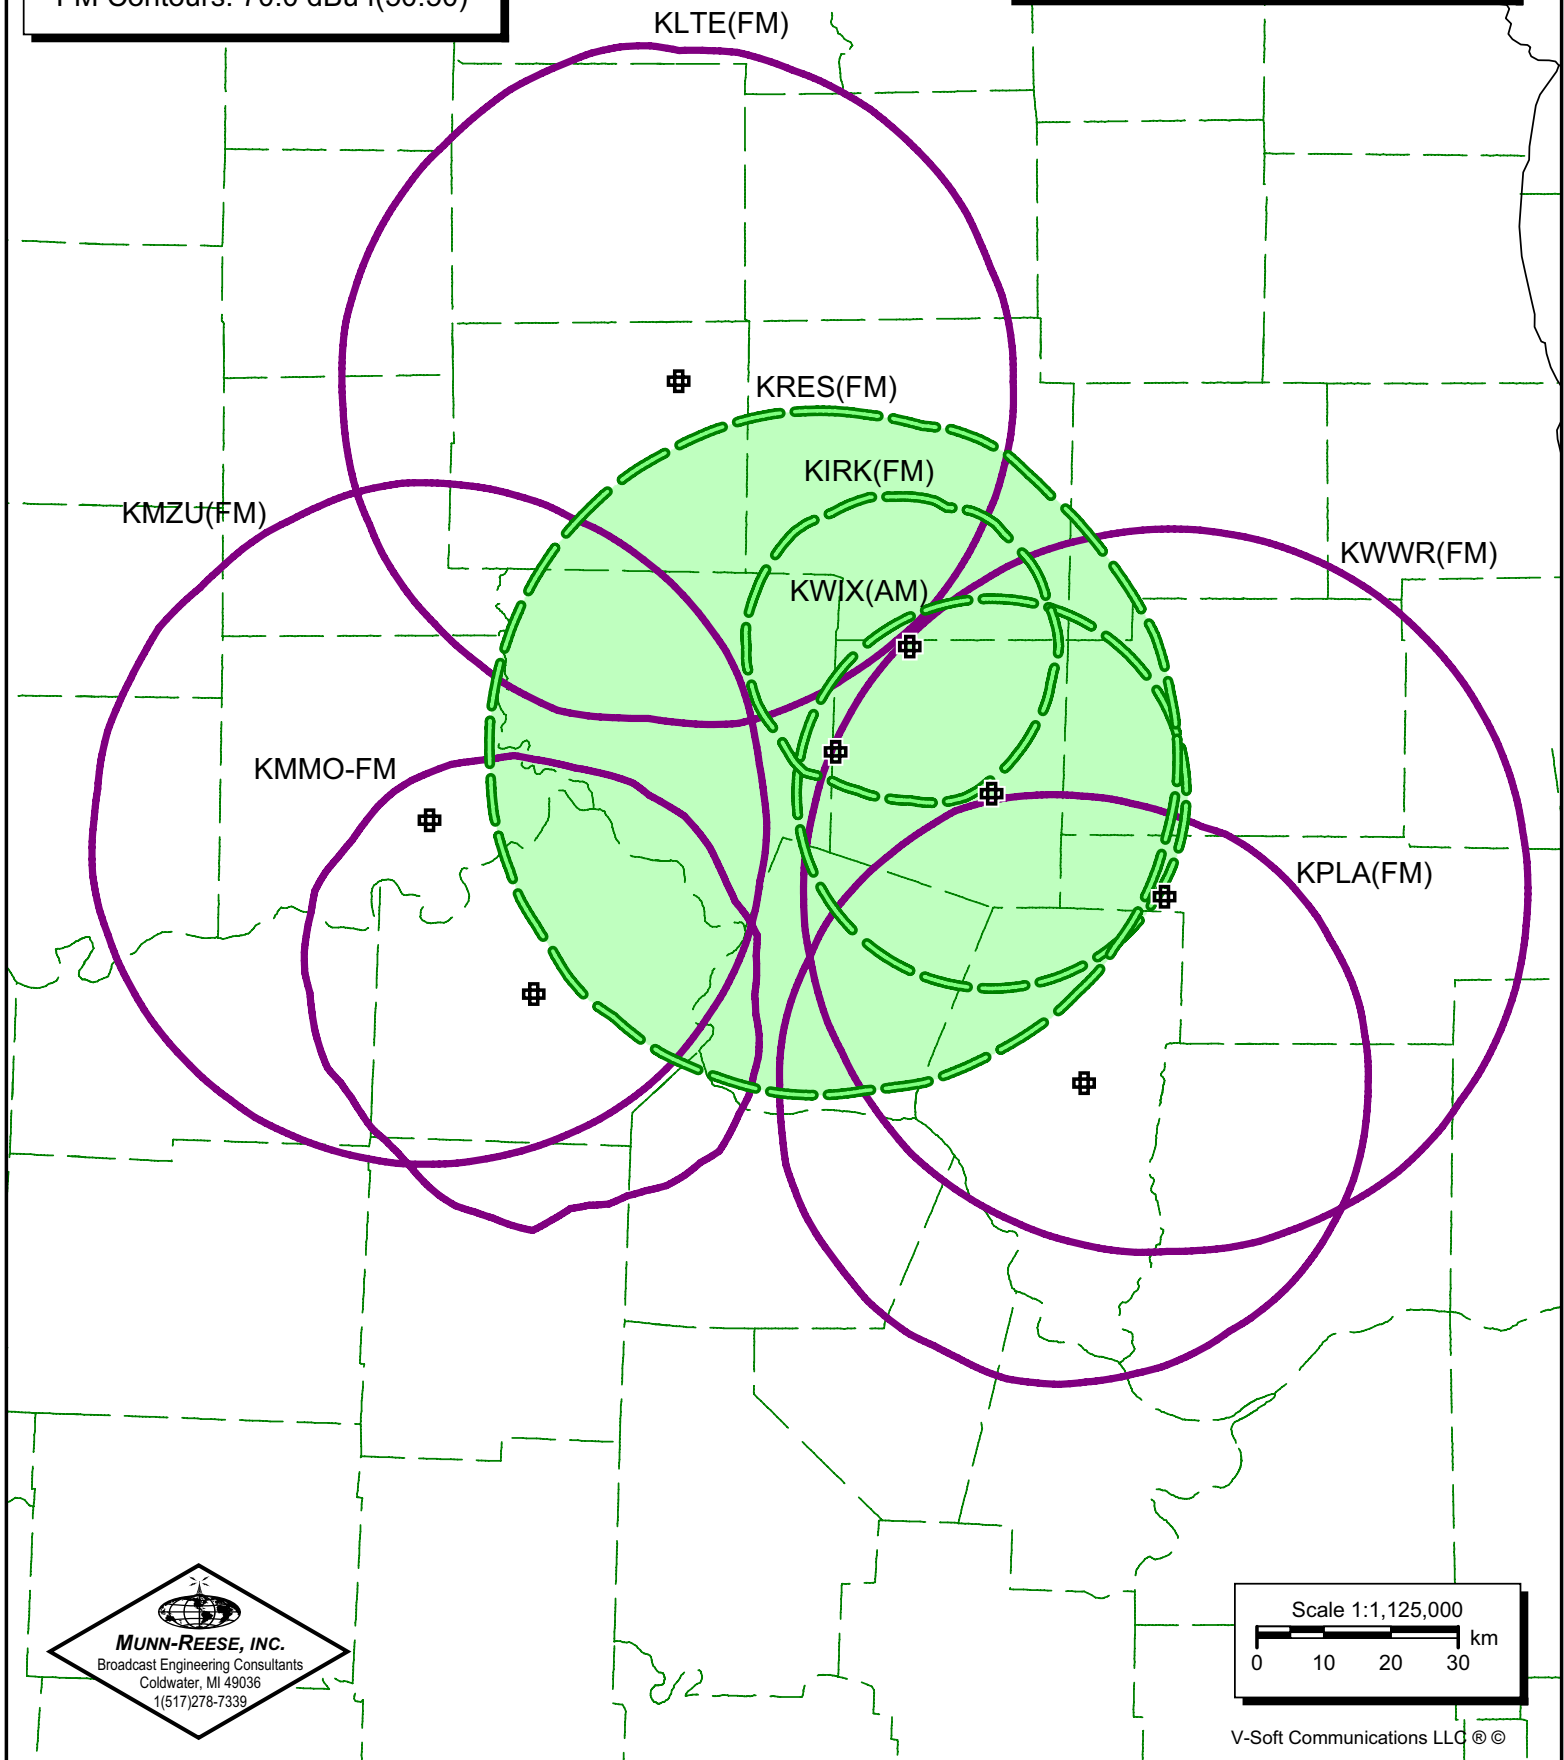 KLTE(FM)
KRES(FM)
KIRK(FM)
KMZU(FM)
KWWR(FM)
KWIX(AM)
KMMO-FM
KPLA(FM)
MUNN-REESE, INC.
Broadcast Engineering Consultants
Coldwater, MI 49036
1(517)278-7339
Scale 1:1,125,000
km
0 10 20 30
V-Soft Communications LLC ® ©